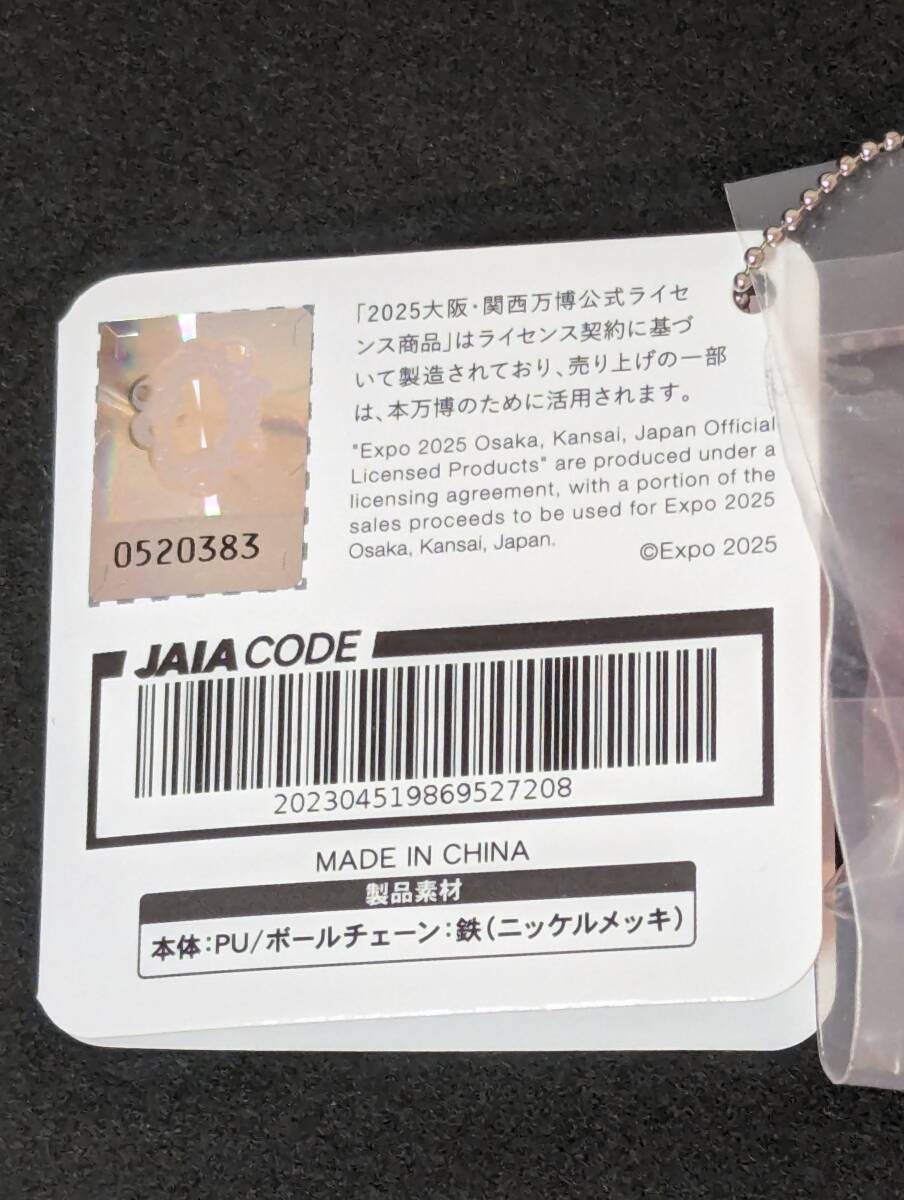 「2025大阪・関西万博公式ライセ
ンス商品」はライセンス契約に基づ
いて製造されており、売り上げの一部
は、本万博のために活用されます。
"Expo 2025 Osaka, Kansai, Japan Official
Licensed Products" are produced under a
licensing agreement, with a portion of the
sales proceeds to be used for Expo 2025
Osaka, Kansai, Japan.
©Expo 2025
0520383
JAIA CODE
202304519869527208
MADE IN CHINA
製品素材
本体:PU/ボールチェーン:鉄(ニッケルメッキ)